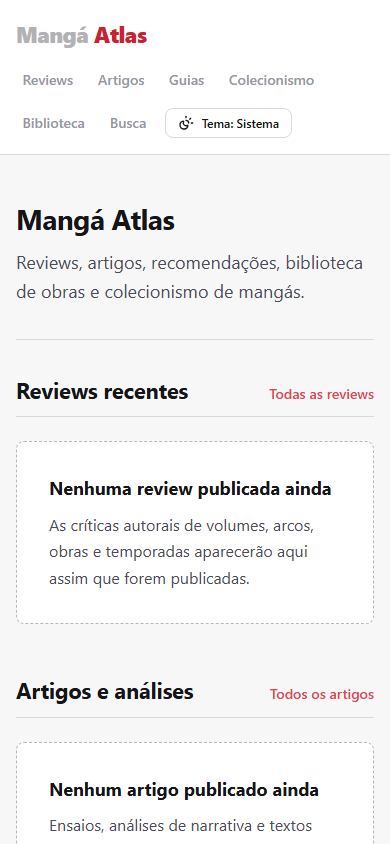 Mangá Atlas
Reviews Artigos Guias Colecionismo
Biblioteca Busca Tema: Sistema
Mangá Atlas
Reviews, artigos, recomendações, biblioteca
de obras e colecionismo de mangás.
Reviews recentes Todas as reviews
Nenhuma review publicada ainda
As críticas autorais de volumes, arcos,
obras e temporadas aparecerão aqui
assim que forem publicadas.
Artigos e análises Todos os artigos
Nenhum artigo publicado ainda
Ensaios, análises de narrativa e textos